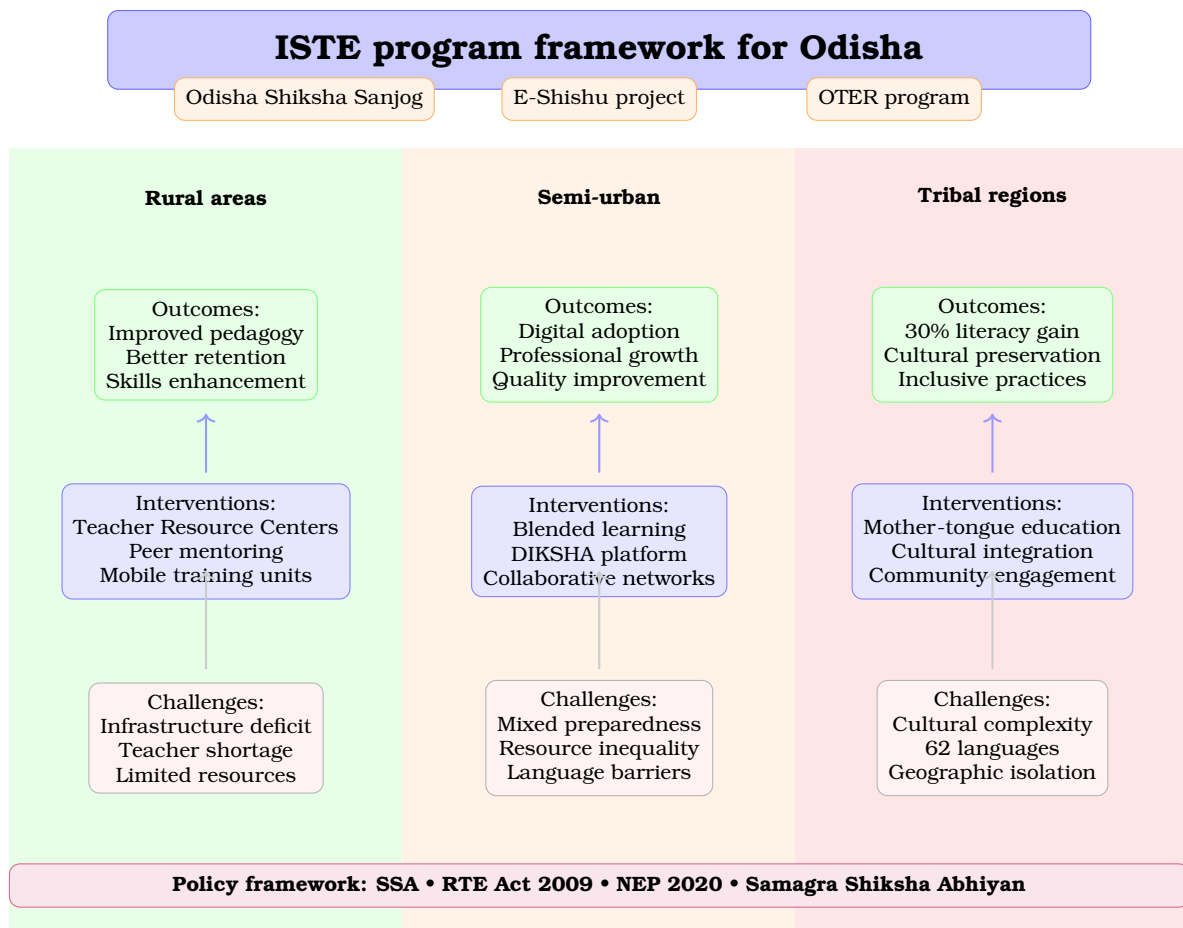 ISTE program framework for Odisha
Odisha Shiksha Sanjog
E-Shishu project
OTER program
Rural areas
Outcomes:
Improved pedagogy
Better retention
Skills enhancement
Interventions:
Teacher Resource Centers
Peer mentoring
Mobile training units
Challenges:
Infrastructure deficit
Teacher shortage
Limited resources
Semi-urban
Outcomes:
Digital adoption
Professional growth
Quality improvement
Interventions:
Blended learning
DIKSHA platform
Collaborative networks
Challenges:
Mixed preparedness
Resource inequality
Language barriers
Tribal regions
Outcomes:
30% literacy gain
Cultural preservation
Inclusive practices
Interventions:
Mother-tongue education
Cultural integration
Community engagement
Challenges:
Cultural complexity
62 languages
Geographic isolation
Policy framework: SSA • RTE Act 2009 • NEP 2020 • Samagra Shiksha Abhiyan